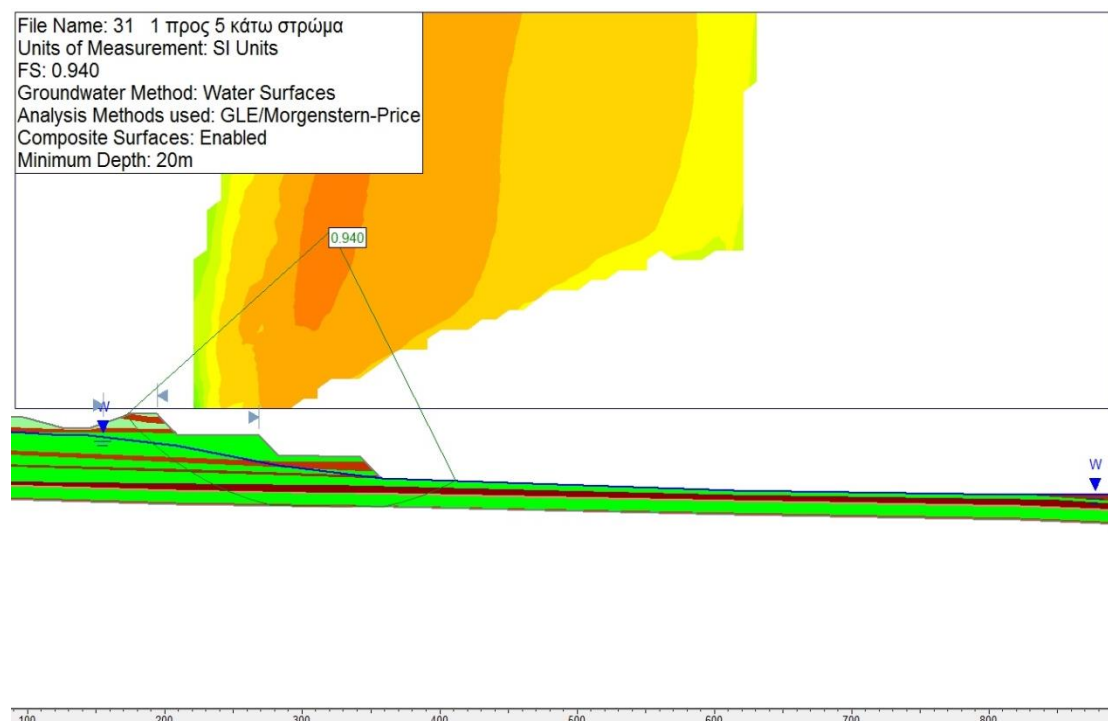 File Name: 31 1 προς 5 κάτω στρώμα
Units of Measurement: SI Units
FS: 0.940
Groundwater Method: Water Surfaces
Analysis Methods used: GLE/Morgenstern-Price
Composite Surfaces: Enabled
Minimum Depth: 20m
0.940
W
W
100 200 300 400 500 600 700 800